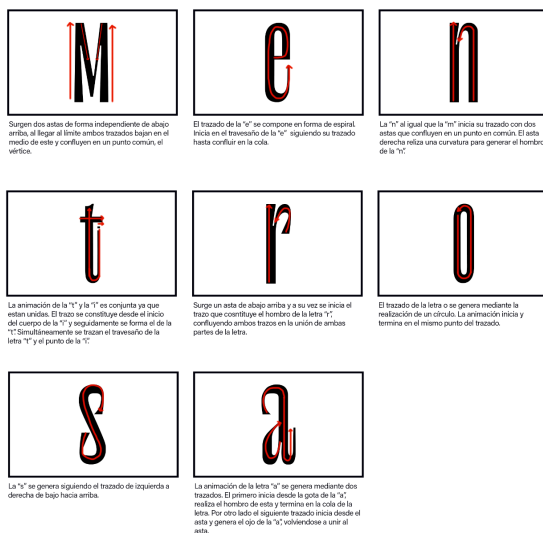 M
Surgen dos astas de forma independiente de abajo
arriba, al llegar al límite ambos trazados bajan en el
medio de este y confluyen en un punto común, el
vértice.
e
El trazado de la "e" se compone en forma de espiral.
Inicia en el travesaño de la "e" siguiendo su trazado
hasta confluir en la cola.
n
La "n" al igual que la "m" inicia su trazado con dos
astas que confluyen en un punto en común. El asta
derecha reliza una curvatura para generar el hombro
de la "n".
t
La animación de la "t" y la "i" es conjunta ya que
estan unidas. El trazo se constituye desde el inicio
del cuerpo de la "i" y seguidamente se forma el de la
"t". Simultáneamente se trazan el travesaño de la
letra "t" y el punto de la "i".
r
Surge un asta de abajo arriba y a su vez se inicia el
trazo que cosntituye el hombro de la letra "r",
confluyendo ambos trazos en la unión de ambas
partes de la letra.
o
El trazado de la letra o se genera mediante la
realización de un círculo. La animación inicia y
termina en el mismo punto del trazado.
s
La "s" se genera siguiendo el trazado de izquierda a
derecha de bajo hacia arriba.
a
La animación de la letra "a" se genera mediante dos
trazados. El primero inicia desde la gota de la "a",
realiza el hombro de esta y termina en la cola de la
letra. Por otro lado el siguiente trazado inicia desde el
asta y genera el ojo de la "a", volviendose a unir al
asta.